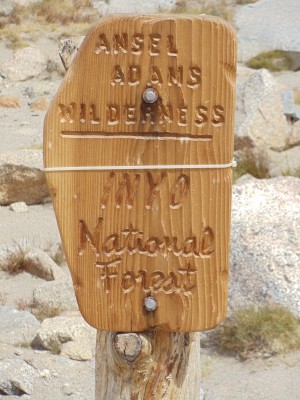 ANSEL
ADAMS
WILDERNESS
INYO
National
Forest